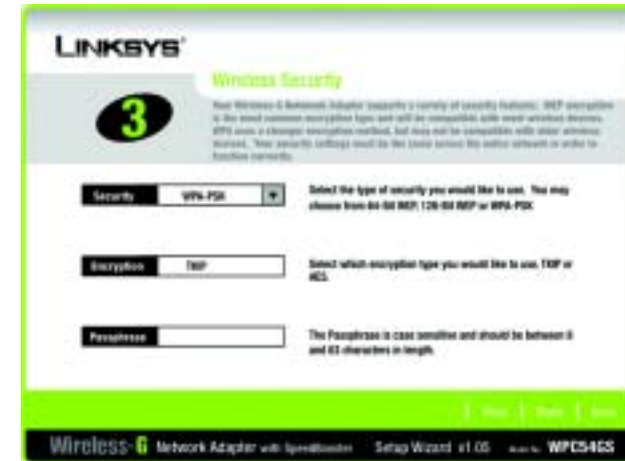 LINKSYS
Wireless Security
3
Your Wireless-G Network Adapter supports a variety of security features. WEP encryption
is the most common encryption type and will be compatible with most wireless devices.
WPA uses a stronger encryption method, but may not be compatible with older wireless
devices. Your security settings must be the same across the entire network in order to
function correctly.
Security WPA-PSK
Select the type of security you would like to use. You may
choose from 64-Bit WEP, 128-Bit WEP or WPA-PSK
Encryption TKIP
Select which encryption type you would like to use, TKIP or
AES.
Passphrase
The Passphrase is case sensitive and should be between 8
and 63 characters in length.
Wireless-G Network Adapter with SpeedBooster Setup Wizard v1.05 Model No. WPC54GS